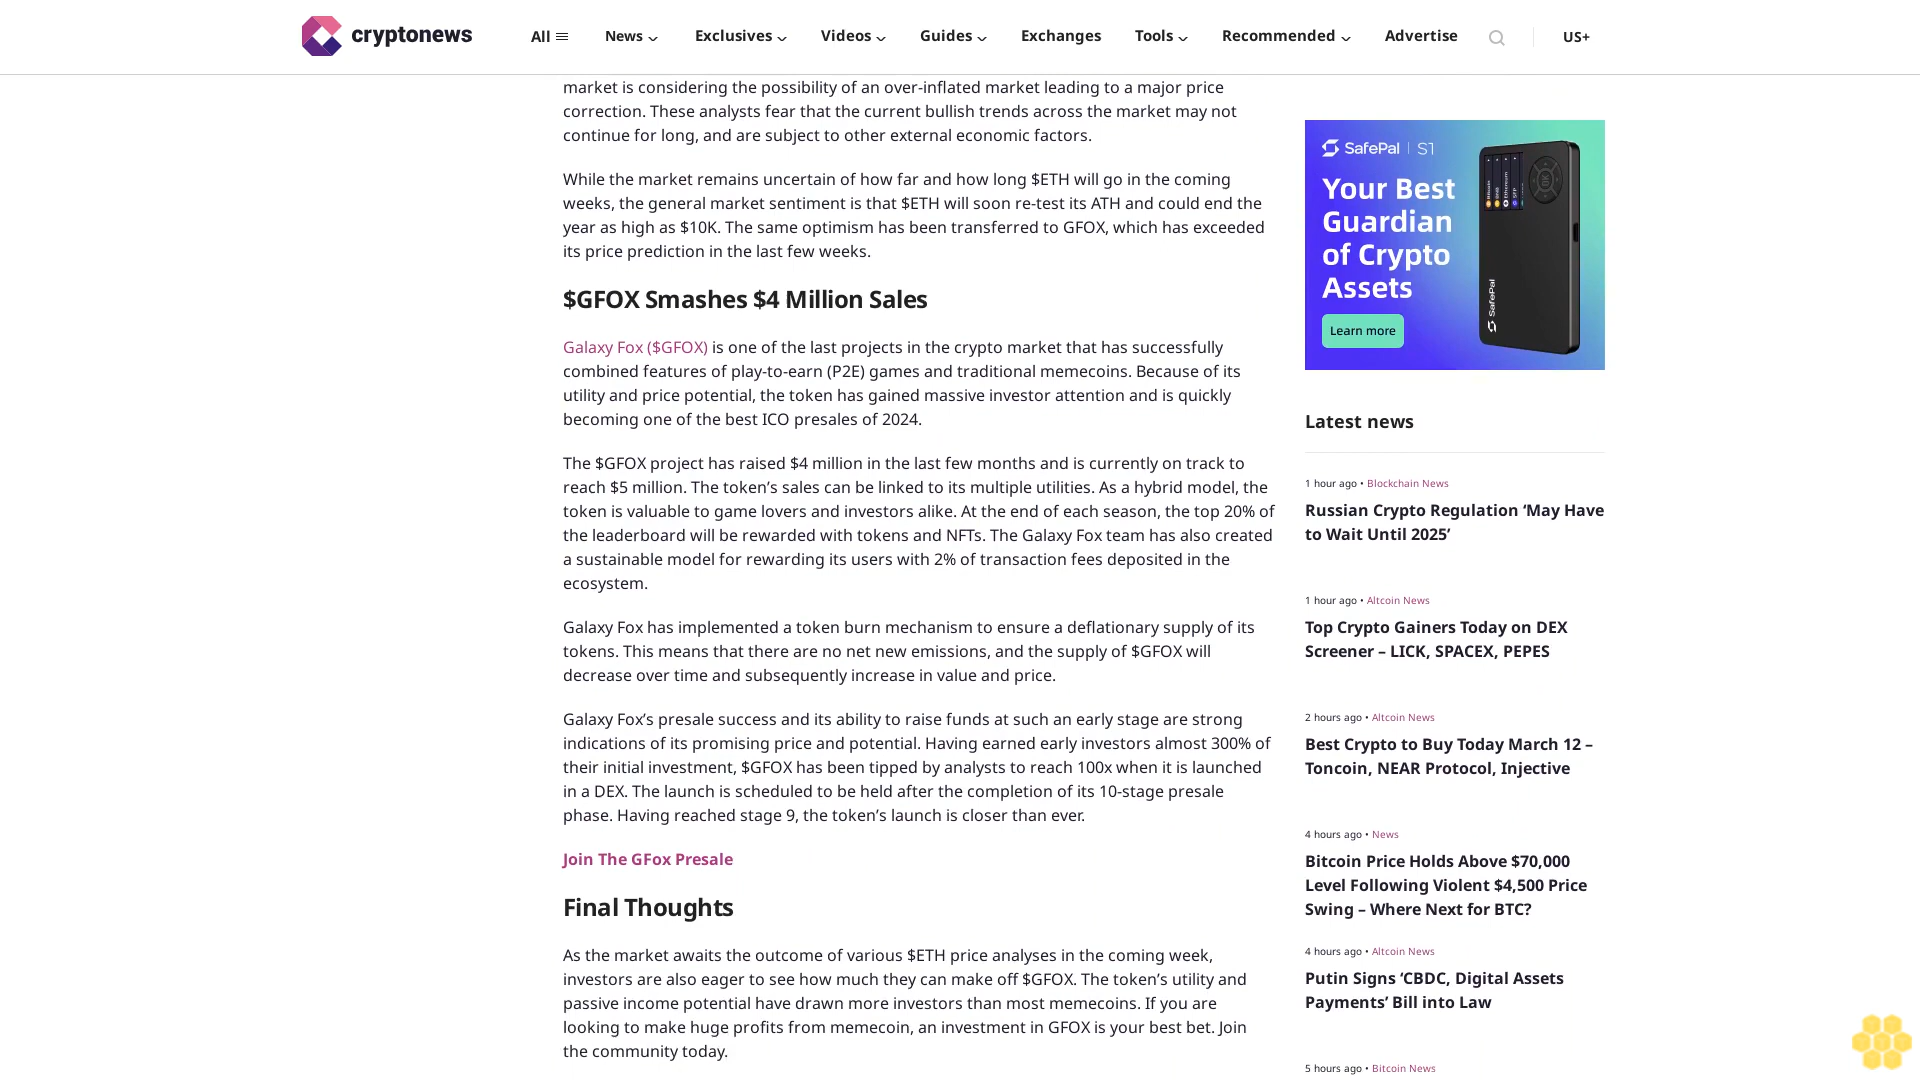 cryptonews
All
News
Exclusives
Videos
Guides
Exchanges
Tools
Recommended
Advertise
US+
market is considering the possibility of an over-inflated market leading to a major price
correction. These analysts fear that the current bullish trends across the market may not
continue for long, and are subject to other external economic factors.
While the market remains uncertain of how far and how long $ETH will go in the coming
weeks, the general market sentiment is that $ETH will soon re-test its ATH and could end the
year as high as $10K. The same optimism has been transferred to GFOX, which has exceeded
its price prediction in the last few weeks.
$GFOX Smashes $4 Million Sales
Galaxy Fox ($GFOX) is one of the last projects in the crypto market that has successfully
combined features of play-to-earn (P2E) games and traditional memecoins. Because of its
utility and price potential, the token has gained massive investor attention and is quickly
becoming one of the best ICO presales of 2024.
The $GFOX project has raised $4 million in the last few months and is currently on track to
reach $5 million. The token’s sales can be linked to its multiple utilities. As a hybrid model, the
token is valuable to game lovers and investors alike. At the end of each season, the top 20% of
the leaderboard will be rewarded with tokens and NFTs. The Galaxy Fox team has also created
a sustainable model for rewarding its users with 2% of transaction fees deposited in the
ecosystem.
Galaxy Fox has implemented a token burn mechanism to ensure a deflationary supply of its
tokens. This means that there are no net new emissions, and the supply of $GFOX will
decrease over time and subsequently increase in value and price.
Galaxy Fox’s presale success and its ability to raise funds at such an early stage are strong
indications of its promising price and potential. Having earned early investors almost 300% of
their initial investment, $GFOX has been tipped by analysts to reach 100x when it is launched
in a DEX. The launch is scheduled to be held after the completion of its 10-stage presale
phase. Having reached stage 9, the token’s launch is closer than ever.
Join The GFox Presale
Final Thoughts
As the market awaits the outcome of various $ETH price analyses in the coming week,
investors are also eager to see how much they can make off $GFOX. The token’s utility and
passive income potential have drawn more investors than most memecoins. If you are
looking to make huge profits from memecoin, an investment in GFOX is your best bet. Join
the community today.
SafePal | S1
Your Best
Guardian
of Crypto
Assets
Learn more
SafePal
OK
Latest news
1 hour ago • Blockchain News
Russian Crypto Regulation ‘May Have
to Wait Until 2025’
1 hour ago • Altcoin News
Top Crypto Gainers Today on DEX
Screener – LICK, SPACEX, PEPES
2 hours ago • Altcoin News
Best Crypto to Buy Today March 12 –
Toncoin, NEAR Protocol, Injective
4 hours ago • News
Bitcoin Price Holds Above $70,000
Level Following Violent $4,500 Price
Swing – Where Next for BTC?
4 hours ago • Altcoin News
Putin Signs ‘CBDC, Digital Assets
Payments’ Bill into Law
5 hours ago • Bitcoin News